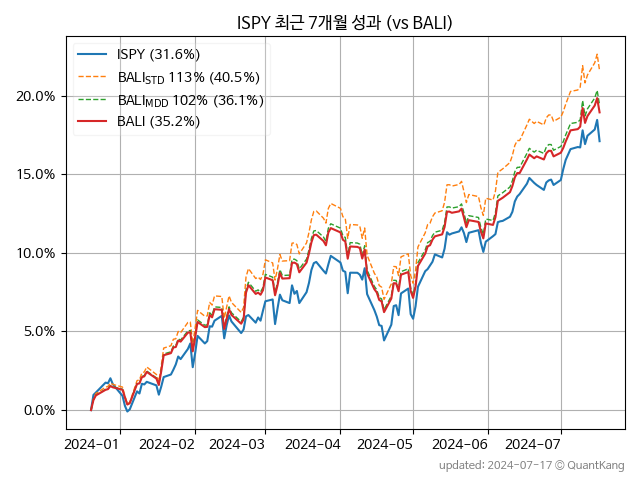 ISPY 최근 7개월 성과 (vs BALI)
ISPY (31.6%)
BALI_STD 113% (40.5%)
BALI_MDD 102% (36.1%)
BALI (35.2%)
20.0%
15.0%
10.0%
5.0%
0.0%
2024-01 2024-02 2024-03 2024-04 2024-05 2024-06 2024-07
updated: 2024-07-17 © QuantKang